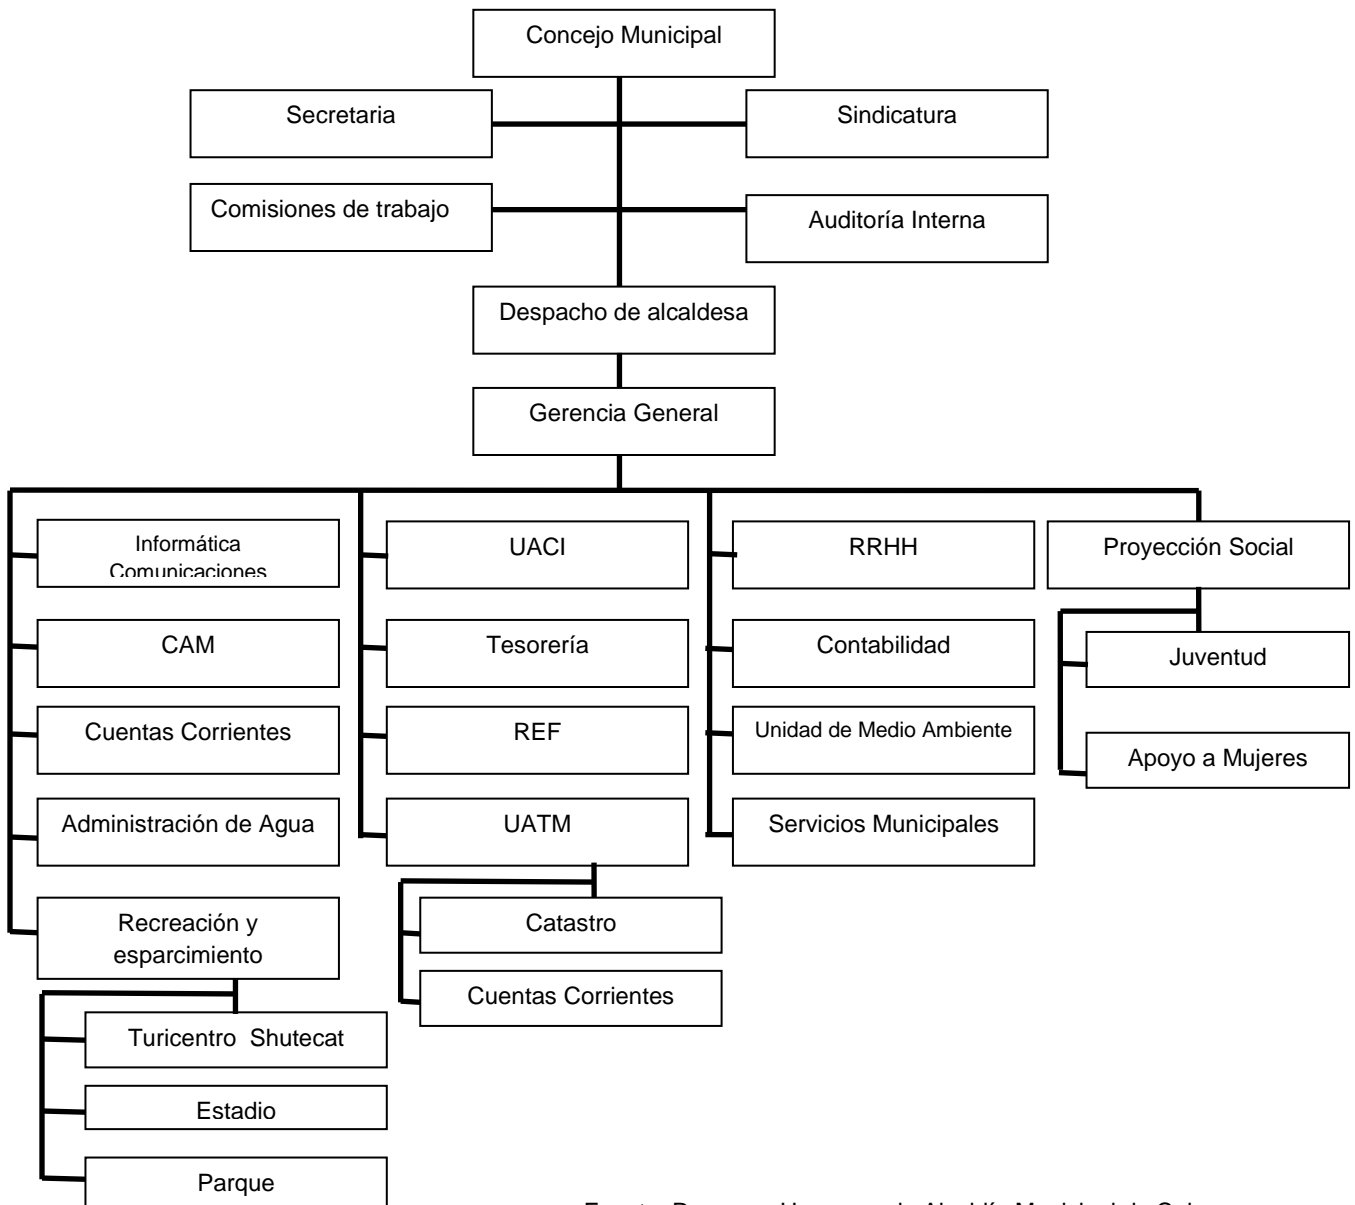 Concejo Municipal
Secretaria
Sindicatura
Comisiones de trabajo
Auditoría Interna
Despacho de alcaldesa
Gerencia General
Informática
Comunicaciones
UACI
RRHH
Proyección Social
CAM
Tesorería
Contabilidad
Juventud
Cuentas Corrientes
REF
Unidad de Medio Ambiente
Apoyo a Mujeres
Administración de Agua
UATM
Servicios Municipales
Recreación y
esparcimiento
Catastro
Cuentas Corrientes
Turicentro Shutecat
Estadio
Parque